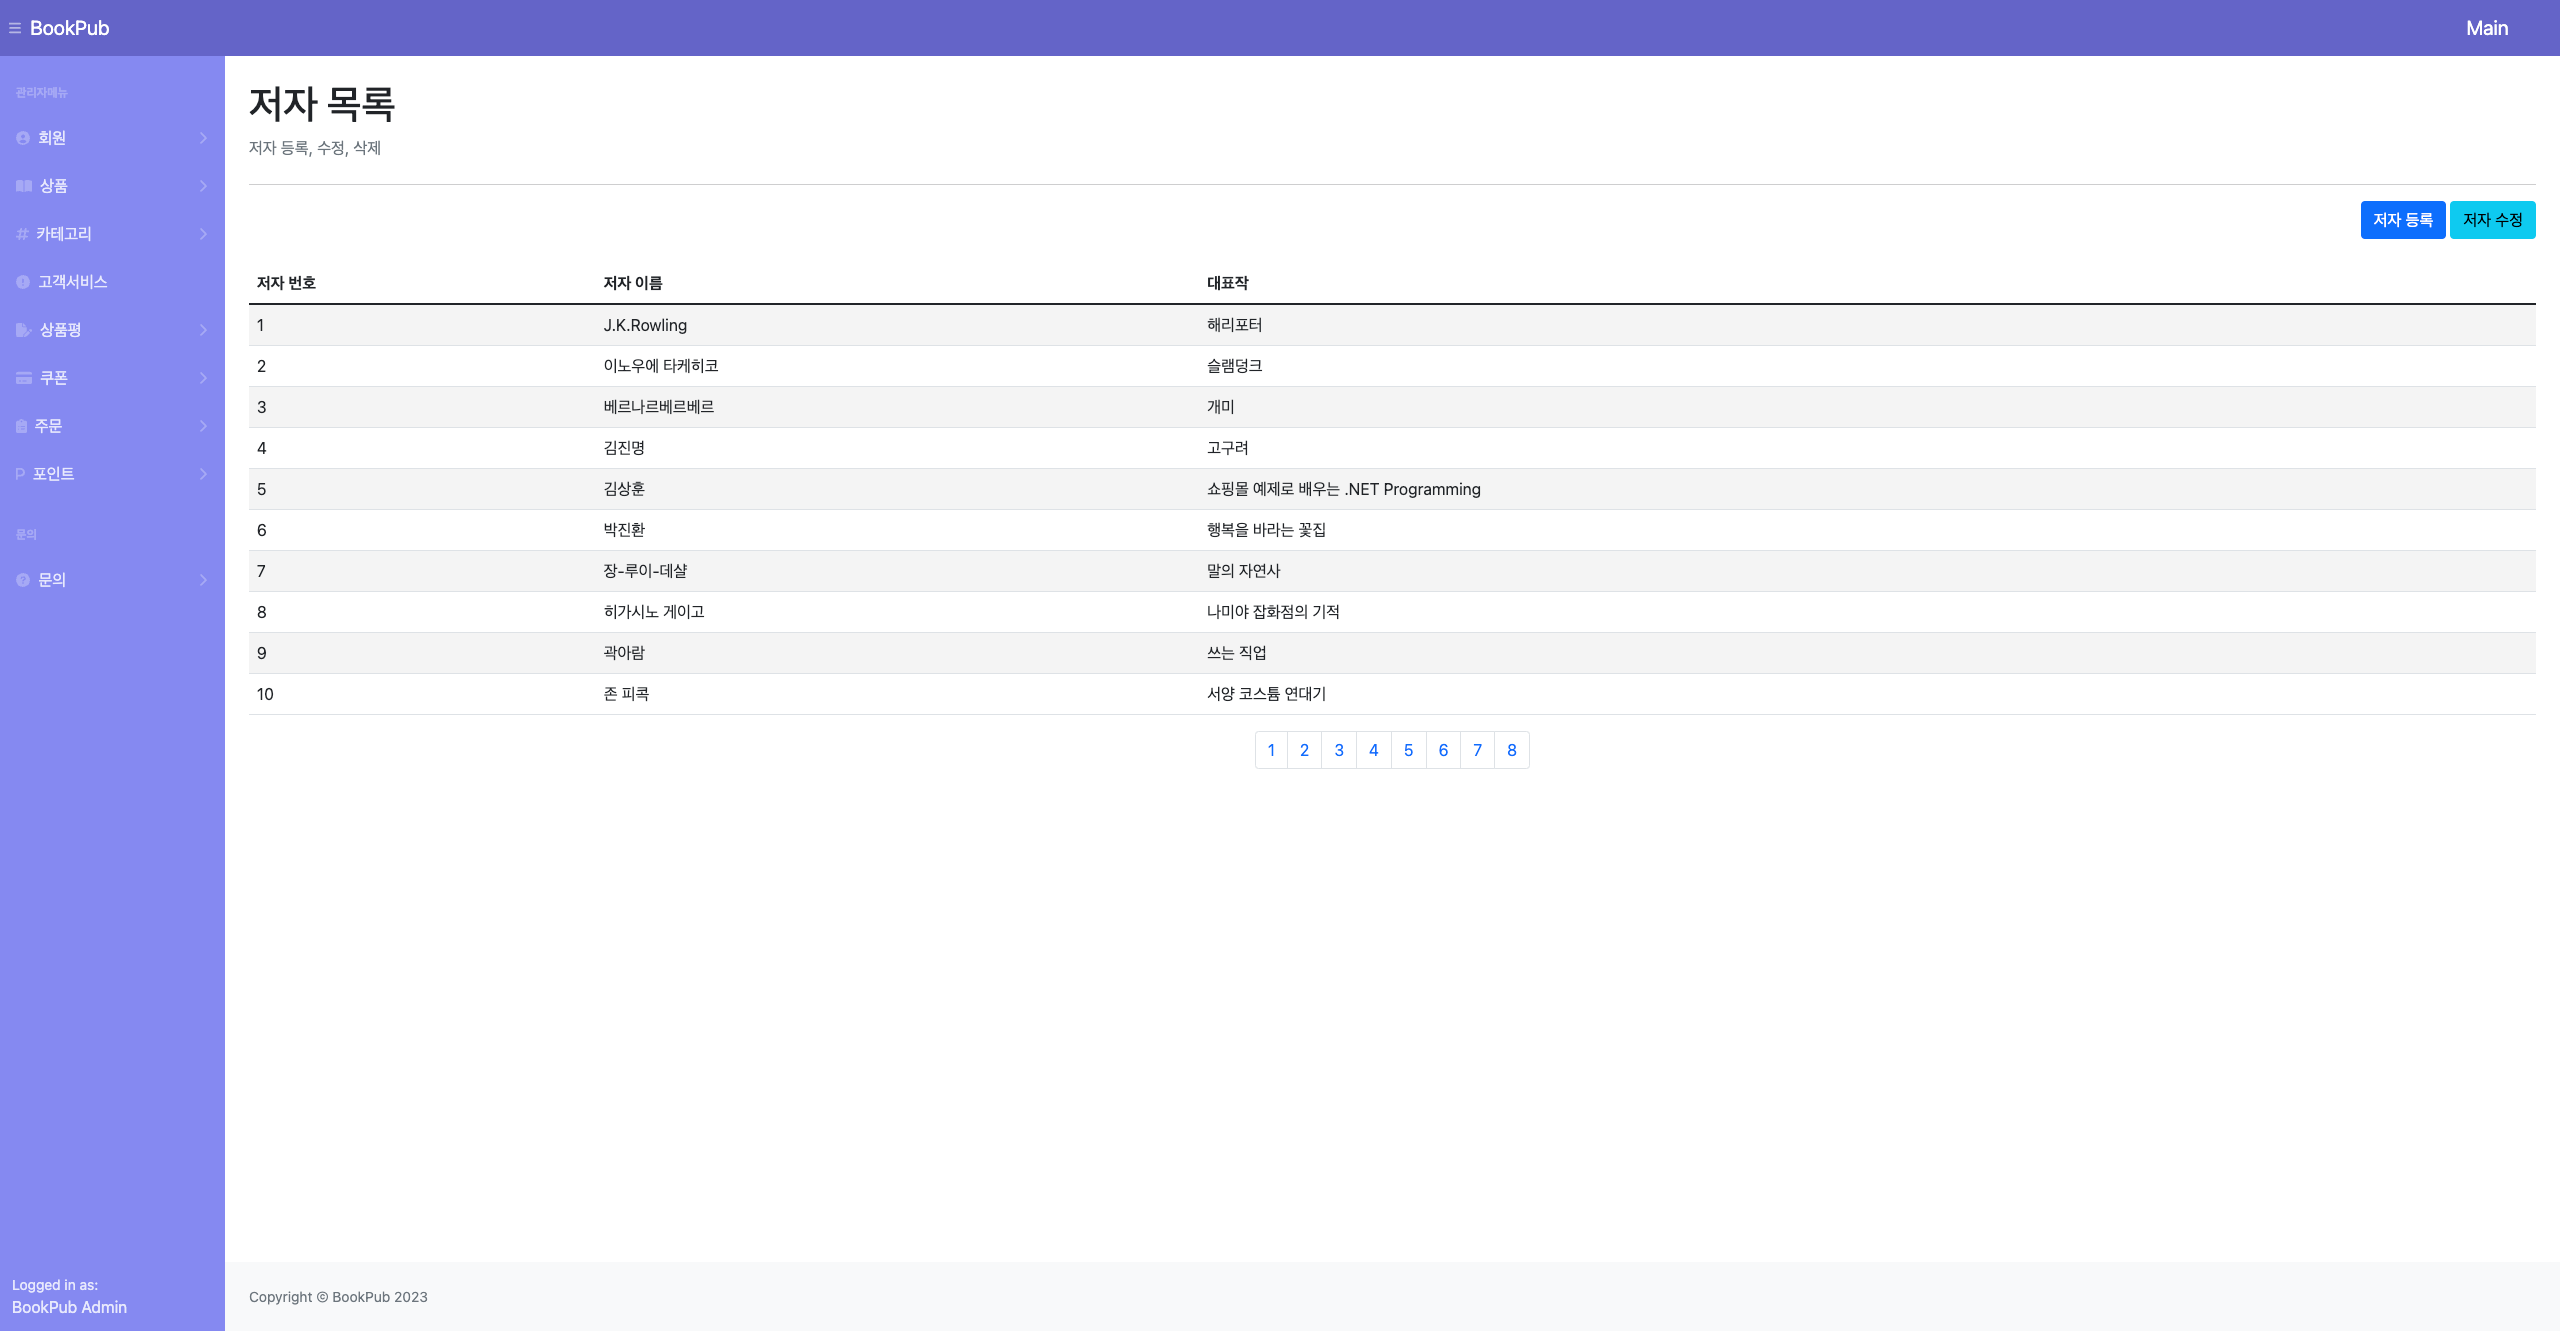 BookPub
Main
관리자메뉴
회원
상품
카테고리
고객서비스
상품평
쿠폰
주문
P 포인트
문의
문의
Logged in as:
BookPub Admin
저자 목록
저자 등록, 수정, 삭제
저자 등록 저자 수정
저자 번호 저자 이름 대표작
1 J.K.Rowling 해리포터
2 이노우에 타케히코 슬램덩크
3 베르나르베르베르 개미
4 김진명 고구려
5 김상훈 쇼핑몰 예제로 배우는 .NET Programming
6 박진환 행복을 바라는 꽃집
7 장-루이-데샬 말의 자연사
8 히가시노 게이고 나미야 잡화점의 기적
9 곽아람 쓰는 직업
10 존 피콕 서양 코스튬 연대기
1 2 3 4 5 6 7 8
Copyright © BookPub 2023